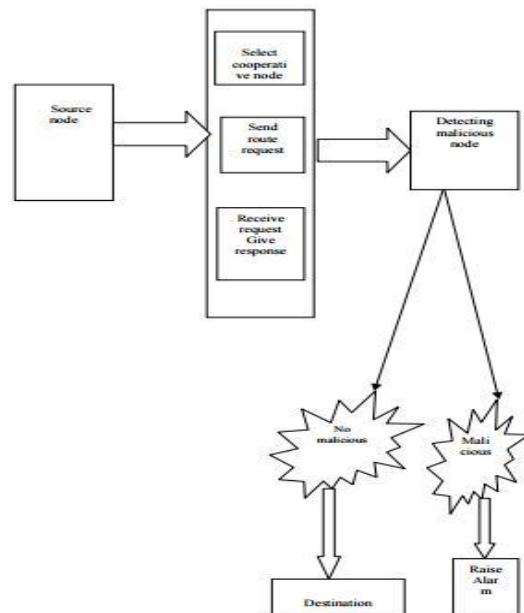 Source
node
Select
cooperati
ve node
Send
route
request
Receive
request
Give
response
Detecting
malicious
node
No
malicious
Mali
cious
Destination
Raise
Alar
m